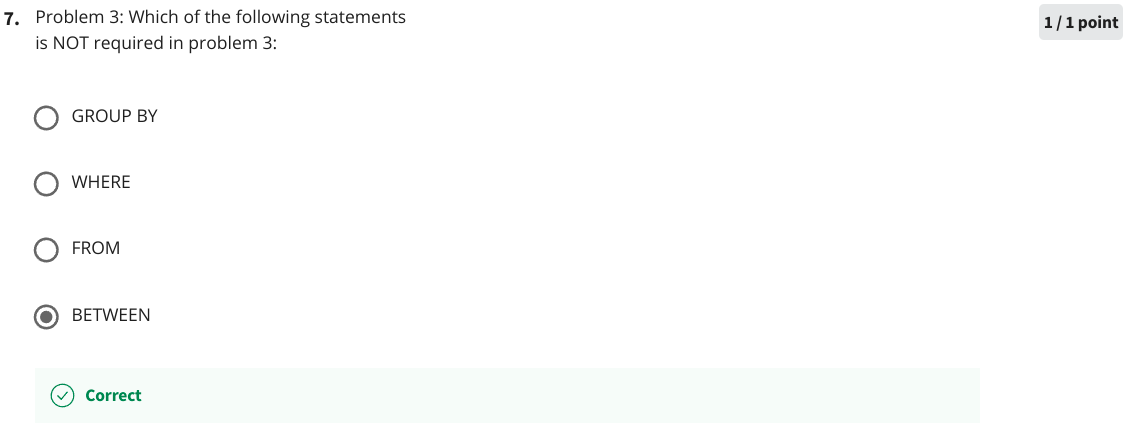 7. Problem 3: Which of the following statements
is NOT required in problem 3:
1 / 1 point
GROUP BY
WHERE
FROM
BETWEEN
Correct